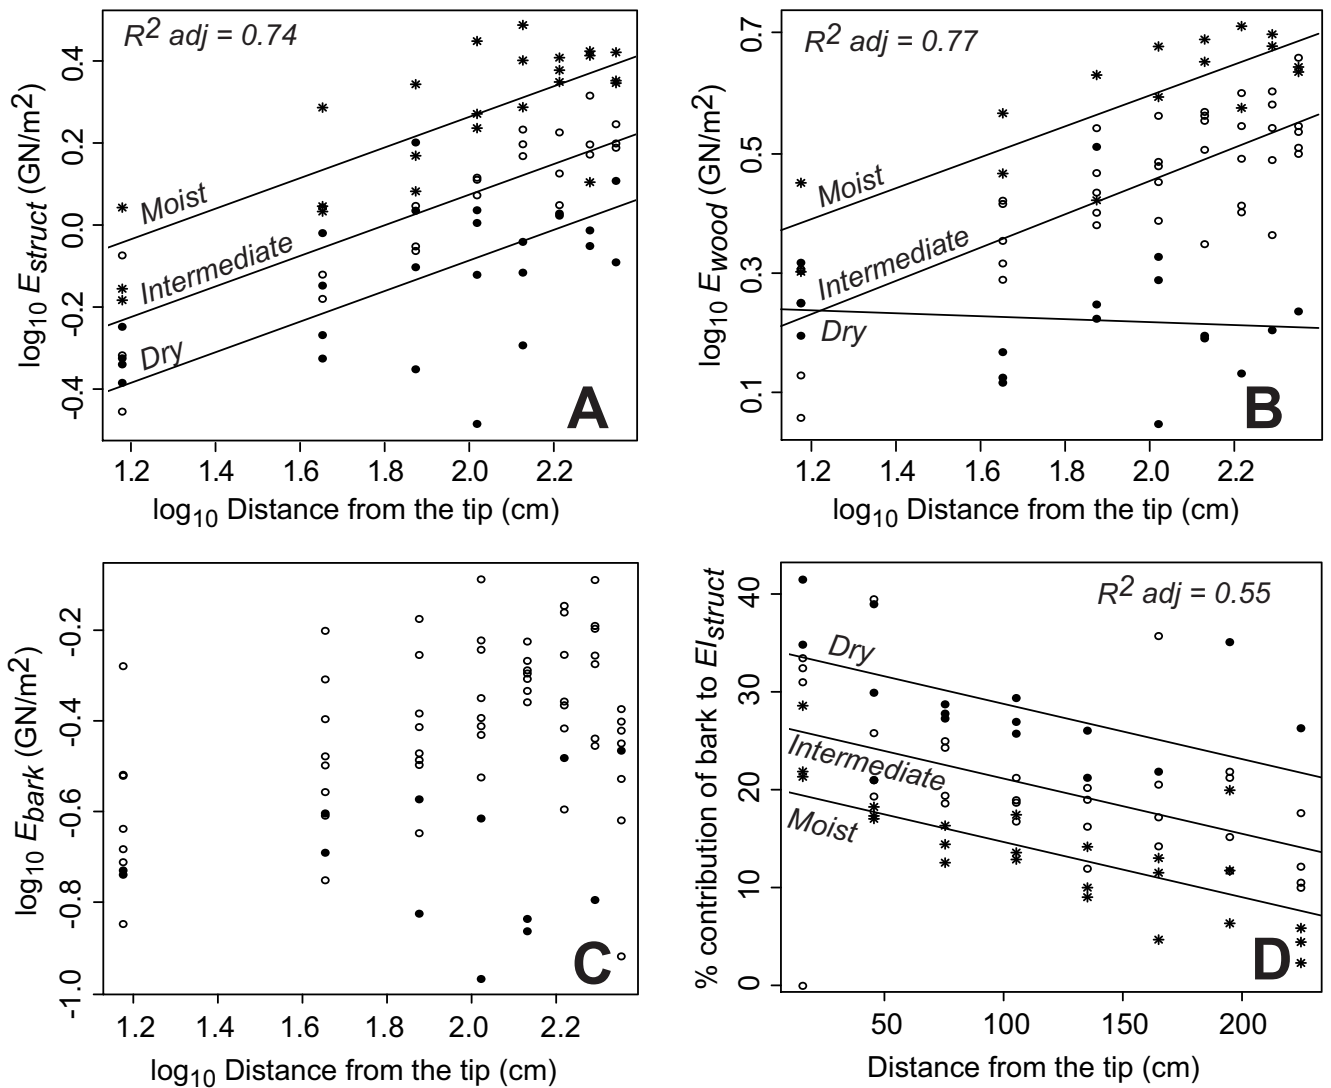 R2 adj = 0.74
log10 Estruct (GN/m2)
0.4
0.2
0.0
-0.2
-0.4
Moist
Intermediate
Dry
A
1.2 1.4 1.6 1.8 2.0 2.2
log10 Distance from the tip (cm)
R2 adj = 0.77
log10 Ewood (GN/m2)
0.7
0.5
0.3
0.1
Moist
Intermediate
Dry
B
1.2 1.4 1.6 1.8 2.0 2.2
log10 Distance from the tip (cm)
log10 Ebark (GN/m2)
-0.2
-0.4
-0.6
-0.8
-1.0
C
1.2 1.4 1.6 1.8 2.0 2.2
log10 Distance from the tip (cm)
R2 adj = 0.55
% contribution of bark to EIstruct
40
30
20
10
0
Dry
Intermediate
Moist
D
50 100 150 200
Distance from the tip (cm)